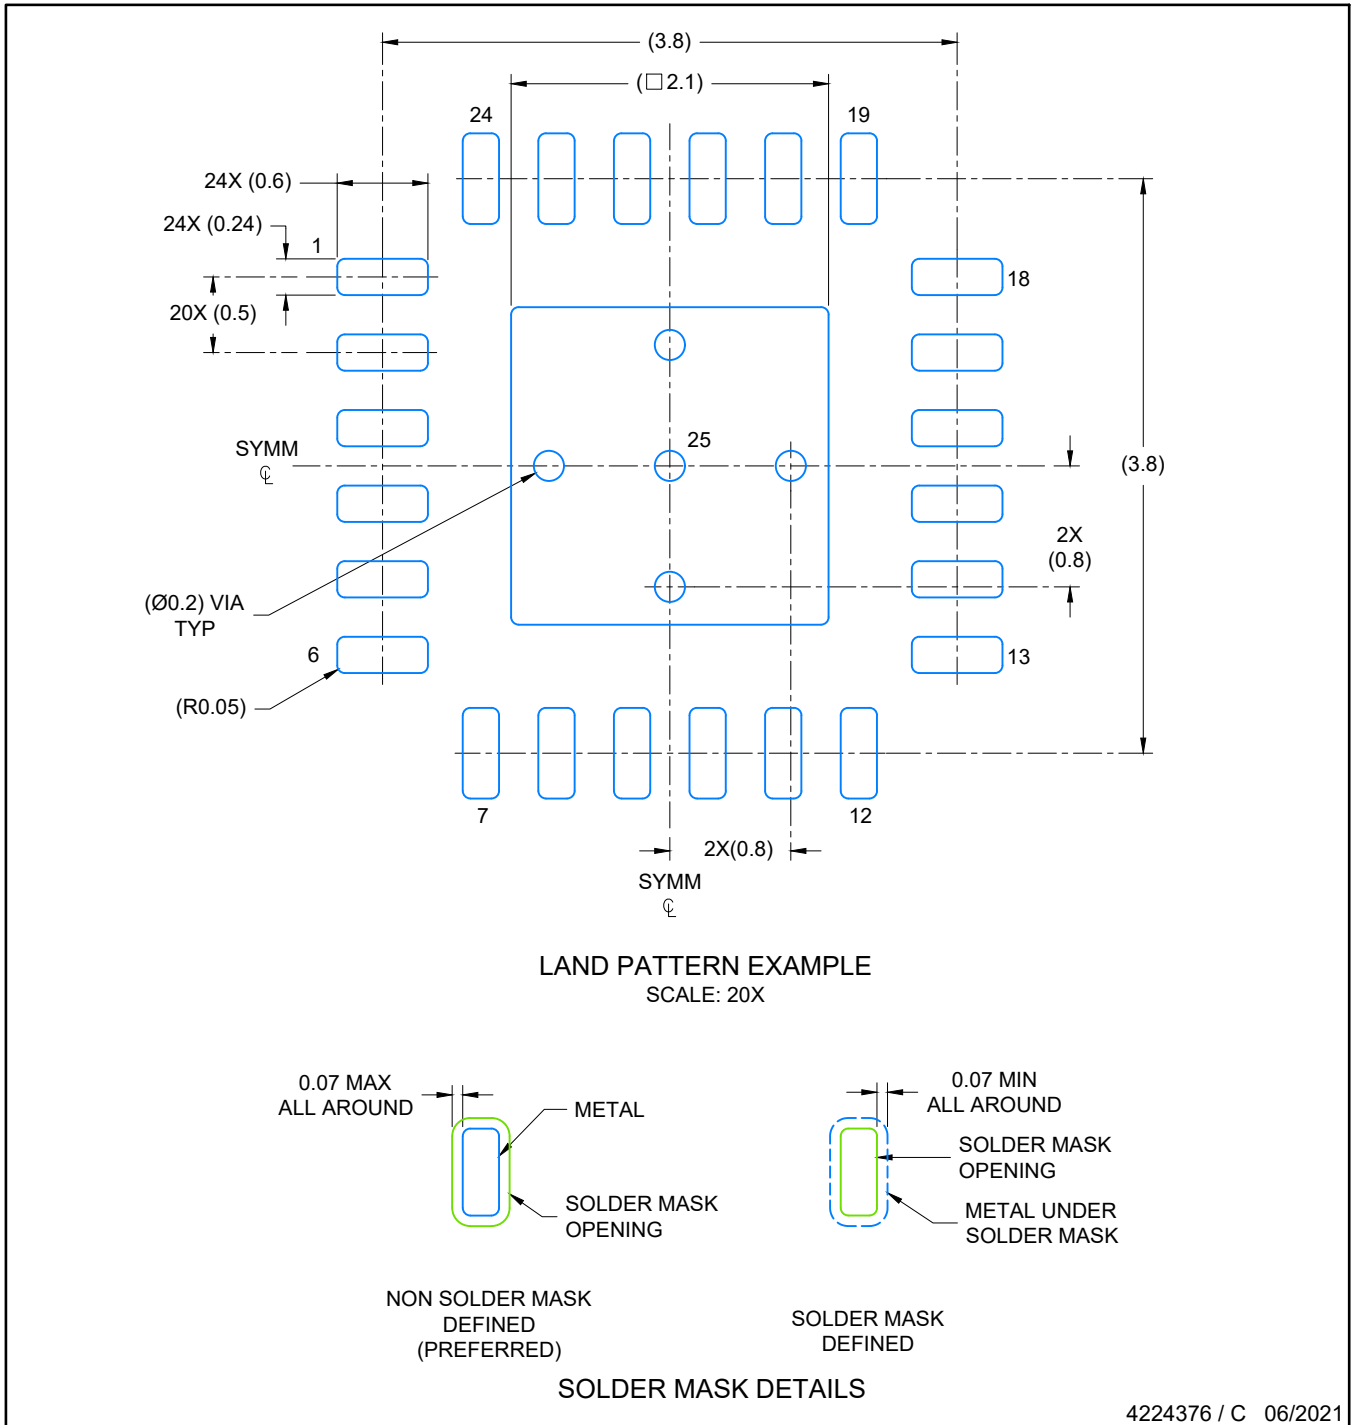 (3.8)
(□2.1)
24
19
24X (0.6)
24X (0.24)
1
18
20X (0.5)
25
SYMM
℄
(3.8)
2X
(0.8)
(Ø0.2) VIA
TYP
6
13
(R0.05)
7
12
2X(0.8)
SYMM
℄
LAND PATTERN EXAMPLE
SCALE: 20X
0.07 MAX
ALL AROUND
METAL
SOLDER MASK
OPENING
NON SOLDER MASK
DEFINED
(PREFERRED)
0.07 MIN
ALL AROUND
SOLDER MASK
OPENING
METAL UNDER
SOLDER MASK
SOLDER MASK
DEFINED
SOLDER MASK DETAILS
4224376 / C 06/2021